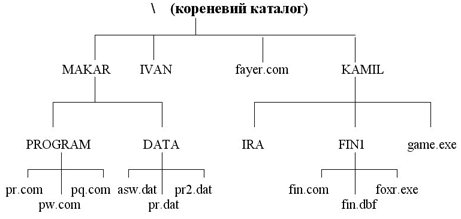 \ (кореневий каталог)
MAKAR IVAN fayer.com KAMIL
PROGRAM DATA IRA FIN1 game.exe
pr.com pq.com asw.dat pr2.dat fin.com foxr.exe
pw.com pr.dat fin.dbf